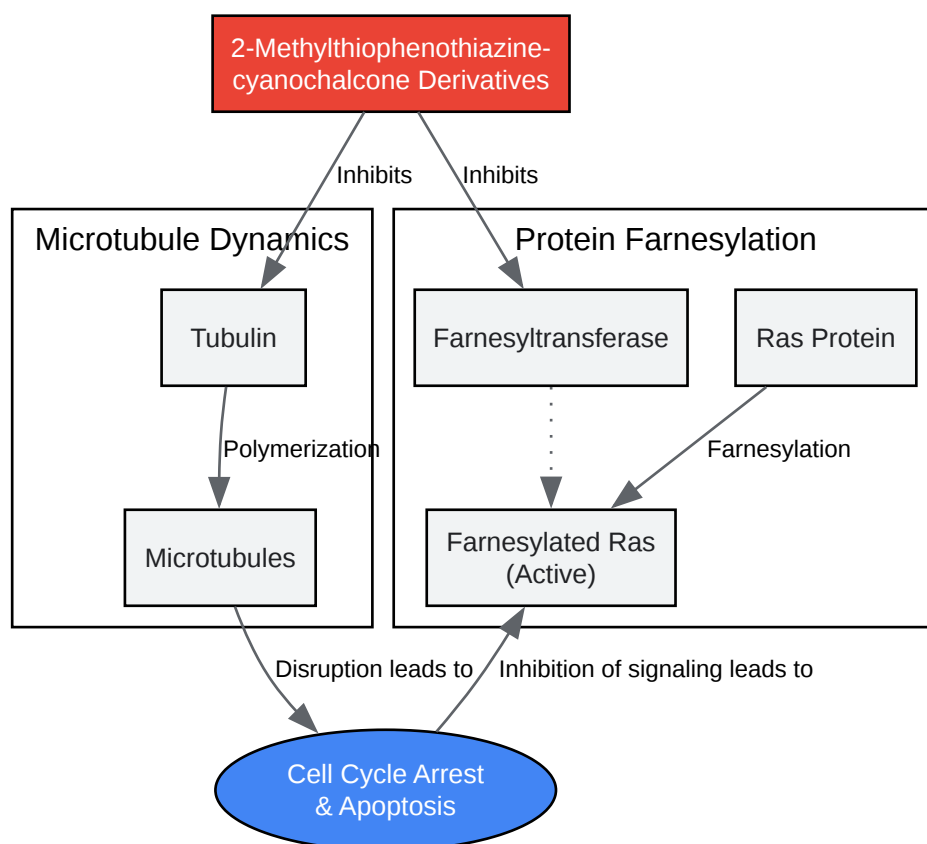 2-Methylthiophenothiazine-
cyanochalcone Derivatives
Inhibits
Inhibits
Microtubule Dynamics
Protein Farnesylation
Tubulin
Farnesyltransferase
Ras Protein
Polymerization
Farnesylation
Microtubules
Farnesylated Ras
(Active)
Disruption leads to
Inhibition of signaling leads to
Cell Cycle Arrest
& Apoptosis